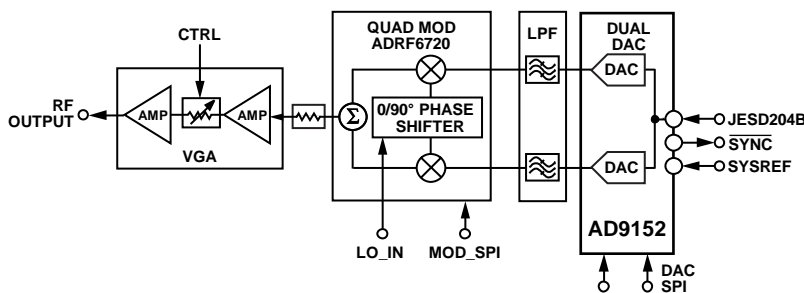 CTRL
RF
OUTPUT
AMP
AMP
VGA
QUAD MOD
ADRF6720
Σ
0/90° PHASE
SHIFTER
LO_IN
MOD_SPI
LPF
DUAL
DAC
DAC
DAC
AD9152
JESD204B
SYNC
SYSREF
DAC
SPI